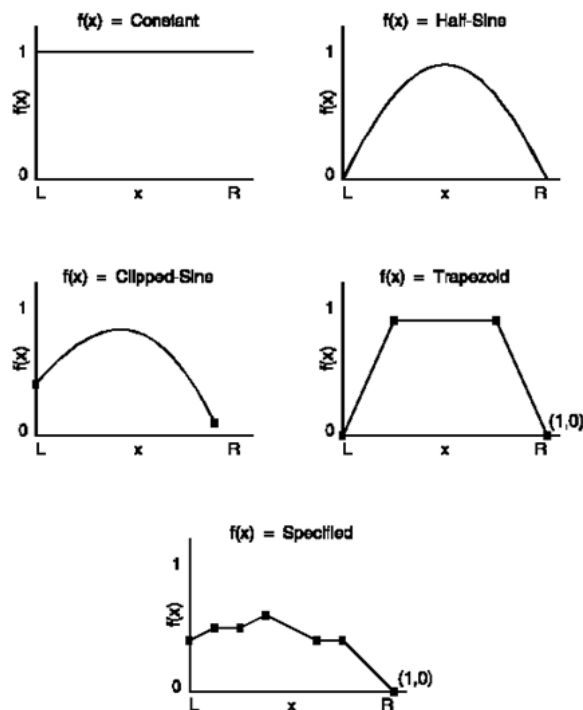 f(x) = Constant
1
f(x)
0
L x R
f(x) = Half-Sine
1
f(x)
0
L x R
f(x) = Clipped-Sine
1
f(x)
0
L x R
f(x) = Trapezoid
1
f(x)
0
(1,0)
L x R
f(x) = Specified
1
f(x)
0
(1,0)
L x R